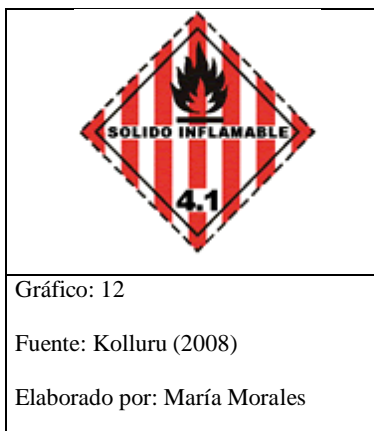 SOLIDO INFLAMABLE
4.1
Gráfico: 12
Fuente: Kolluru (2008)
Elaborado por: María Morales